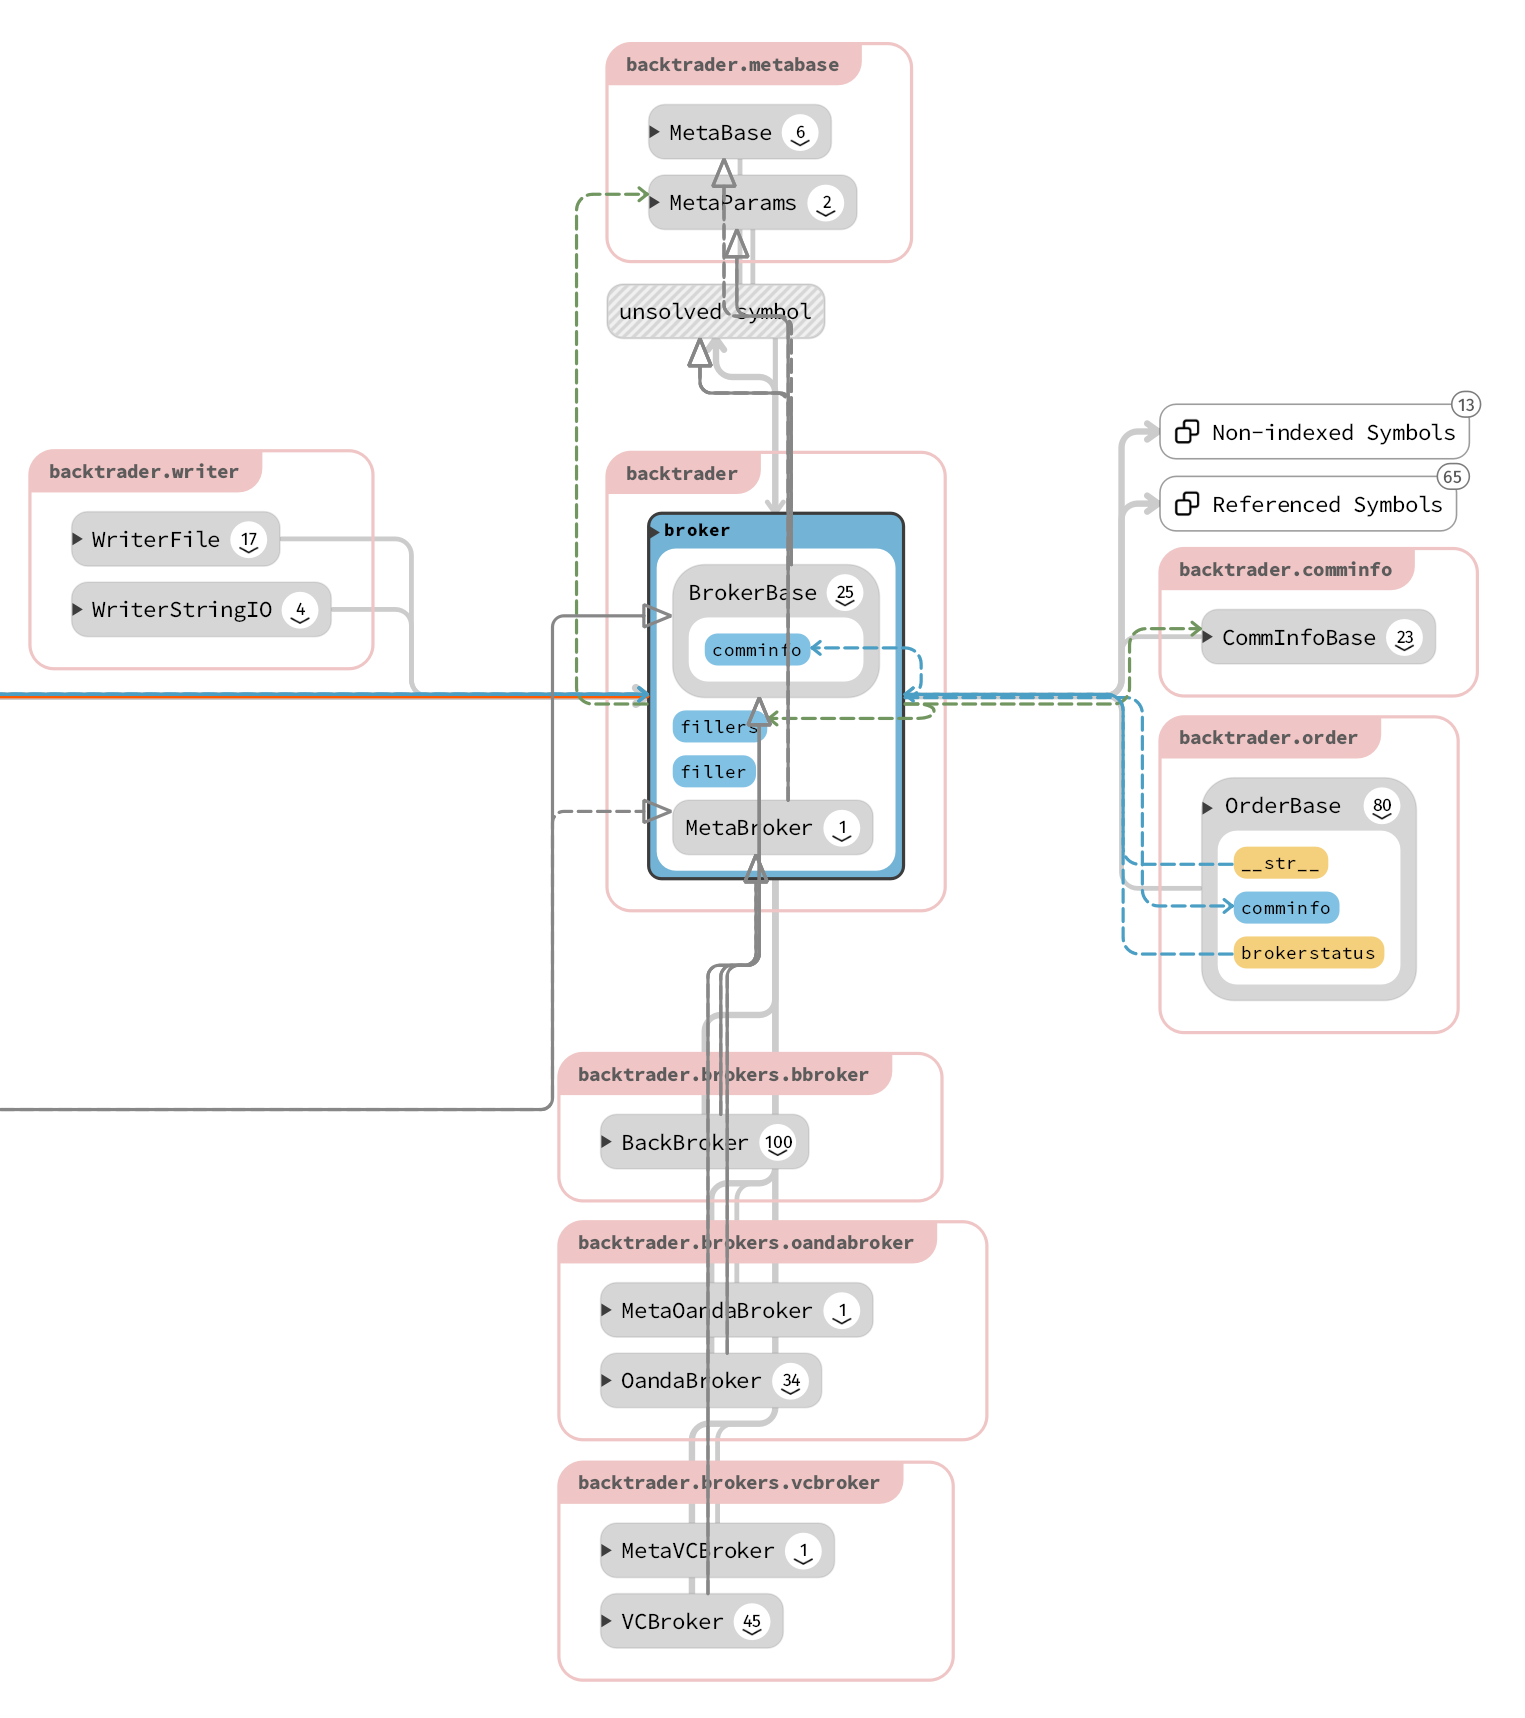 backtrader.metabase
MetaBase 6
MetaParams 2
unsolved symbol
backtrader.writer
WriterFile 17
WriterStringIO 4
backtrader
broker
BrokerBase 25
comminfo
fillers
filler
MetaBroker 1
13
Non-indexed Symbols
65
Referenced Symbols
backtrader.comminfo
CommInfoBase 23
backtrader.order
OrderBase 80
__str__
comminfo
brokerstatus
backtrader.brokers.bbroker
BackBroker 100
backtrader.brokers.oandabroker
MetaOandaBroker 1
OandaBroker 34
backtrader.brokers.vcbroker
MetaVCBroker 1
VCBroker 45